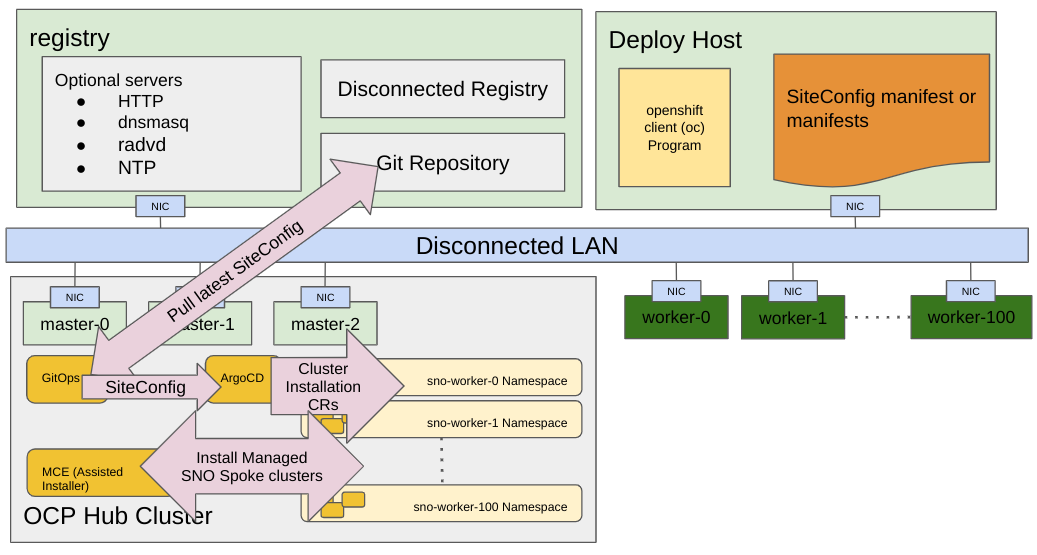 registry
Optional servers
● HTTP
● dnsmasq
● radvd
● NTP
Disconnected Registry
Git Repository
NIC
Deploy Host
openshift
client (oc)
Program
SiteConfig manifest or
manifests
NIC
Disconnected LAN
Pull latest SiteConfig
NIC
master-0
ster-1
NIC
master-2
NIC
worker-0
NIC
worker-1
NIC
worker-100
GitOps
SiteConfig
ArgoCD
Cluster
Installation
CRs
sno-worker-0 Namespace
sno-worker-1 Namespace
MCE (Assisted
Installer)
Install Managed
SNO Spoke clusters
sno-worker-100 Namespace
OCP Hub Cluster